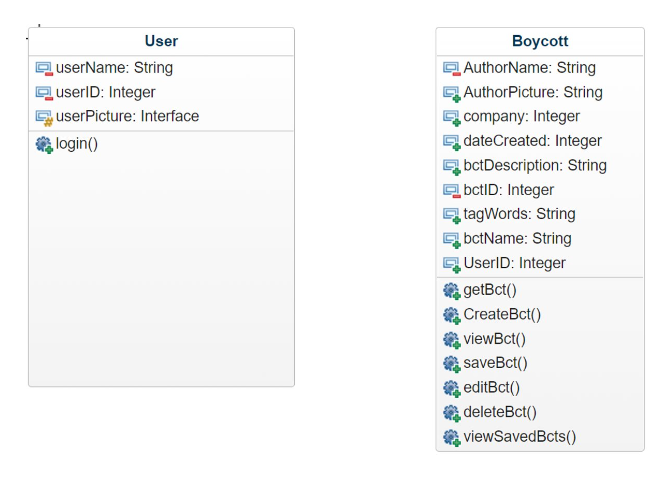 User
userName: String
userID: Integer
userPicture: Interface
login()
Boycott
AuthorName: String
AuthorPicture: String
company: Integer
dateCreated: Integer
bctDescription: String
bctID: Integer
tagWords: String
bctName: String
UserID: Integer
getBct()
CreateBct()
viewBct()
saveBct()
editBct()
deleteBct()
viewSavedBcts()